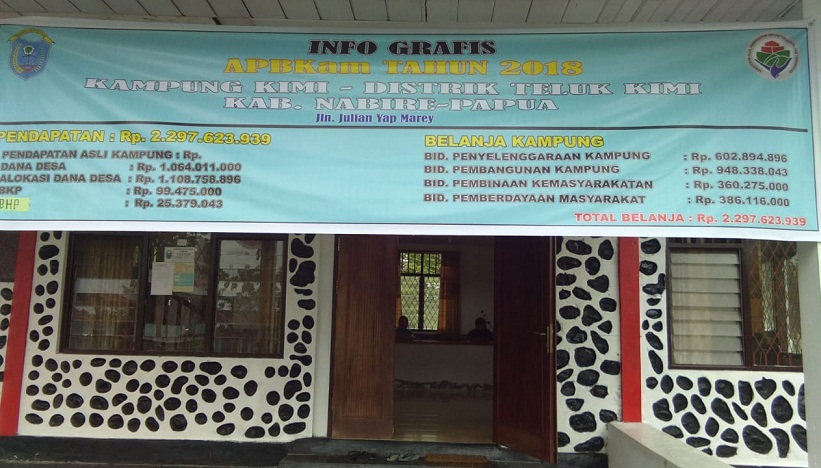 INFO GRAFIS
APBKam TAHUN 2018
KAMPUNG KIMI - DISTRIK TELUK KIMI
KAB. NABIRE-PAPUA
Jln. Julian Yap Marey
PENDAPATAN : Rp. 2.297.623.939
PENDAPATAN ASLI KAMPUNG : Rp.
DANA DESA : Rp. 1.064.011.000
ALOKASI DANA DESA : Rp. 1.108.758.896
BKP : Rp. 99.475.000
BHP : Rp. 25.379.043
BELANJA KAMPUNG
BID. PENYELENGGARAAN KAMPUNG : Rp. 602.894.896
BID. PEMBANGUNAN KAMPUNG : Rp. 948.338.043
BID. PEMBINAAN KEMASYARAKATAN : Rp. 360.275.000
BID. PEMBERDAYAAN MASYARAKAT : Rp. 386.116.000
TOTAL BELANJA : Rp. 2.297.623.939